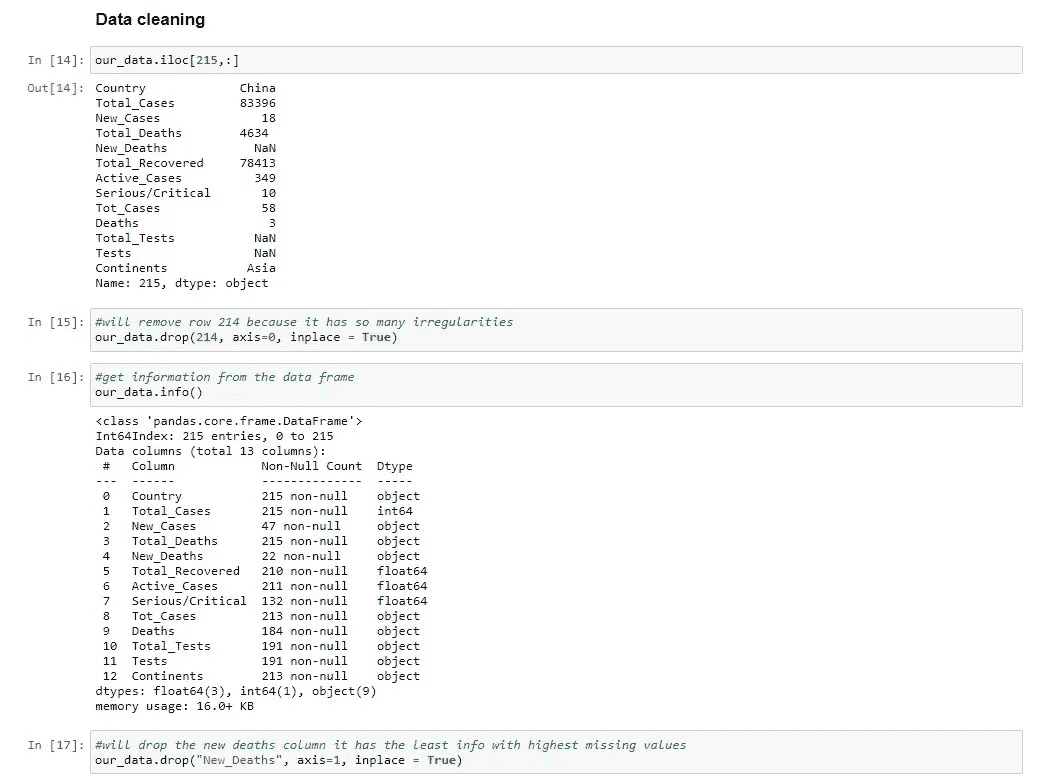 Data cleaning
In [14]: our_data.iloc[215,:]
Out[14]: Country China
Total_Cases 83396
New_Cases 18
Total_Deaths 4634
New_Deaths NaN
Total_Recovered 78413
Active_Cases 349
Serious/Critical 10
Tot_Cases 58
Deaths 3
Total_Tests NaN
Tests NaN
Continents Asia
Name: 215, dtype: object
In [15]: #will remove row 214 because it has so many irregularities
our_data.drop(214, axis=0, inplace = True)
In [16]: #get information from the data frame
our_data.info()
<class 'pandas.core.frame.DataFrame'>
Int64Index: 215 entries, 0 to 215
Data columns (total 13 columns):
# Column Non-Null Count Dtype
--- ------ -------------- -----
0 Country 215 non-null object
1 Total_Cases 215 non-null int64
2 New_Cases 47 non-null object
3 Total_Deaths 215 non-null object
4 New_Deaths 22 non-null object
5 Total_Recovered 210 non-null float64
6 Active_Cases 211 non-null float64
7 Serious/Critical 132 non-null float64
8 Tot_Cases 213 non-null object
9 Deaths 184 non-null object
10 Total_Tests 191 non-null object
11 Tests 191 non-null object
12 Continents 213 non-null object
dtypes: float64(3), int64(1), object(9)
memory usage: 16.0+ KB
In [17]: #will drop the new deaths column it has the least info with highest missing values
our_data.drop("New_Deaths", axis=1, inplace = True)